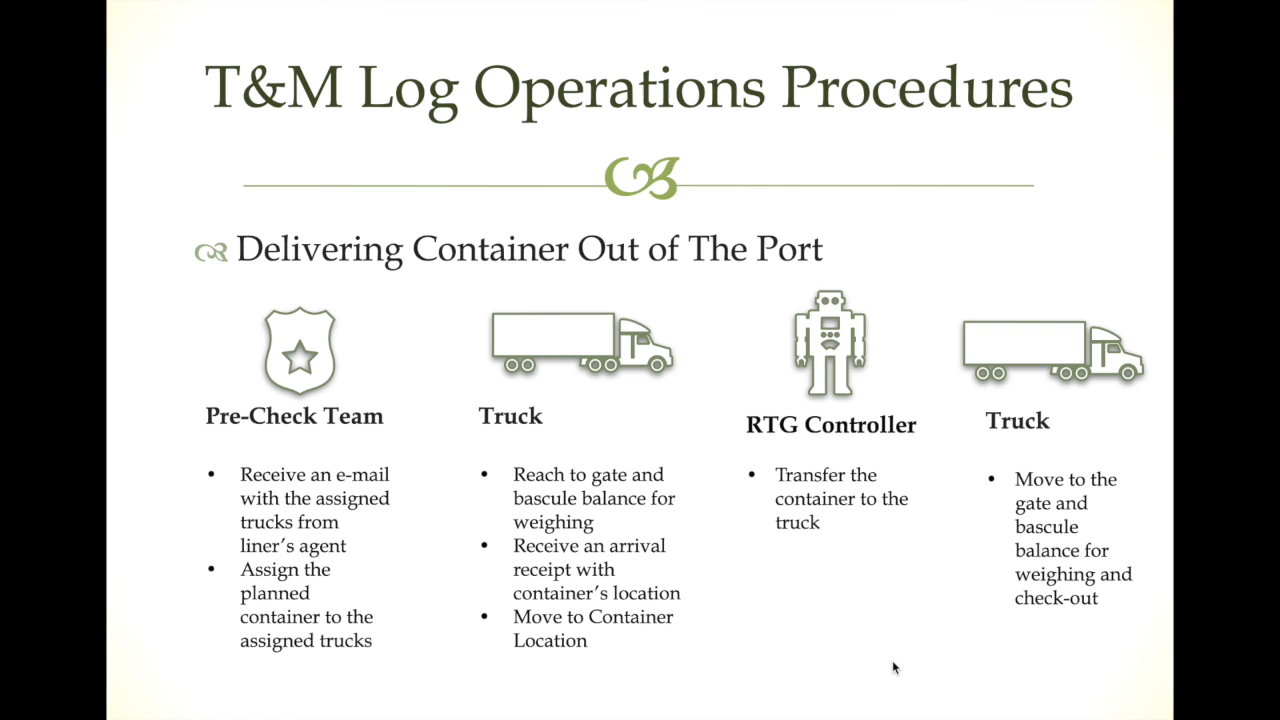 T&M Log Operations Procedures
Delivering Container Out of The Port
Pre-Check Team
• Receive an e-mail
with the assigned
trucks from
liner's agent
• Assign the
planned
container to the
assigned trucks
Truck
• Reach to gate and
bascule balance for
weighing
• Receive an arrival
receipt with
container's location
• Move to Container
Location
RTG Controller
• Transfer the
container to the
truck
Truck
• Move to the
gate and
bascule
balance for
weighing and
check-out